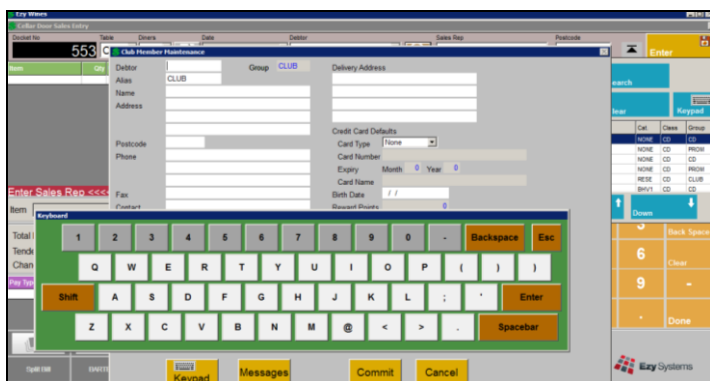 Ezy Wines
Cellar Door Sales Entry
Docket No Table Diners Date Debtor Sales Rep Postcode
553
Enter
Club Member Maintenance
Item Qty
Debtor Group CLUB Delivery Address
Alias CLUB
Name
Address
Credit Card Defaults
Postcode Card Type None
Phone Card Number
Expiry Month 0 Year 0
Card Name
Fax Birth Date / /
Contact Reward Points 0
earch
lear Keypad
Cat Class Group
NONE CD CD
NONE CD PROM
NONE CD CD
NONE CD PROM
RESE CD CLUB
BHV1 CD CD
Down
Enter Sales Rep <<<<
Item
Total
Tende
Chan
Pay Typ
Keyboard
1 2 3 4 5 6 7 8 9 0 - Backspace Esc
Q W E R T Y U I O P ( ) )
Shift A S D F G H J K L ; ' Enter
Z X C V B N M @ < > . Spacebar
Back Space
6 Clear
9 -
. Done
Split Bill
Keypad Messages Commit Cancel
Ezy Systems